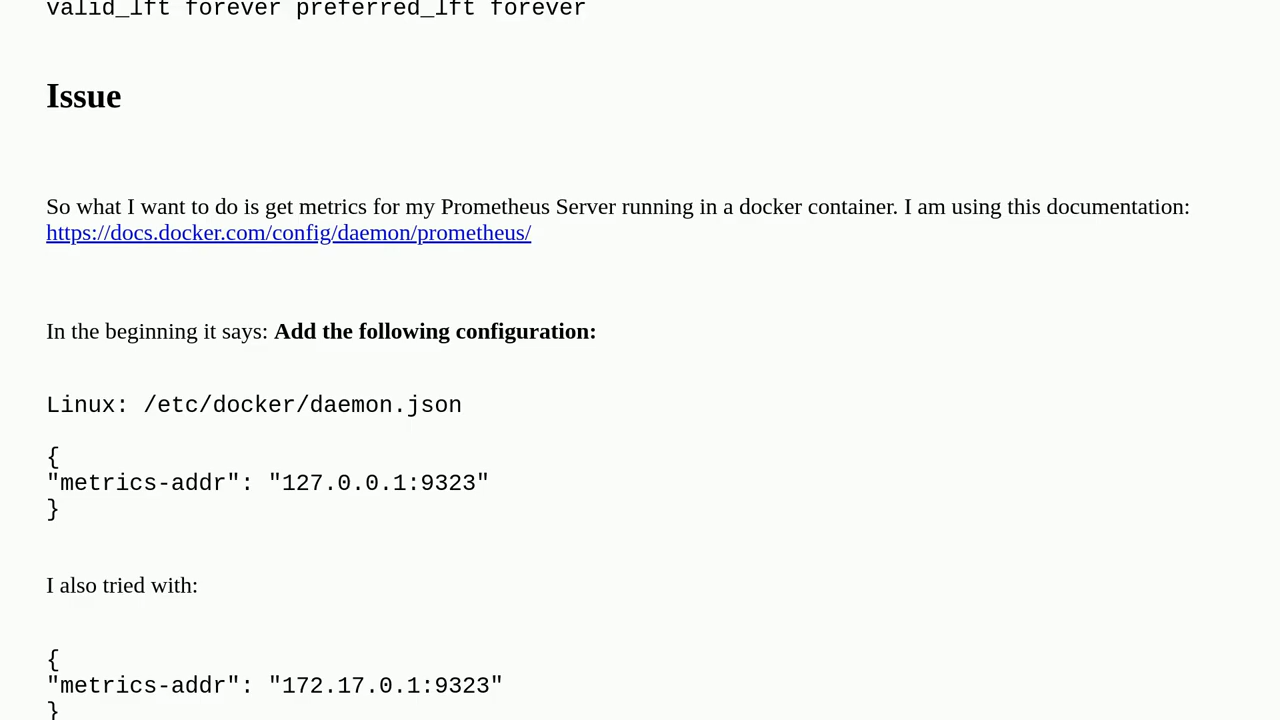 valid_lft forever preferred_lft forever
Issue
So what I want to do is get metrics for my Prometheus Server running in a docker container. I am using this documentation:
https://docs.docker.com/config/daemon/prometheus/
In the beginning it says: Add the following configuration:
Linux: /etc/docker/daemon.json
{
"metrics-addr": "127.0.0.1:9323"
}
I also tried with:
{
"metrics-addr": "172.17.0.1:9323"
}